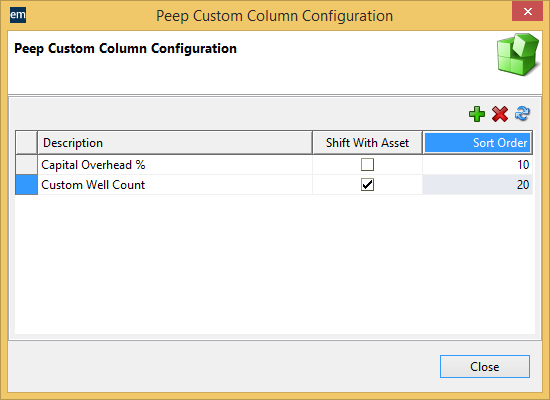 em Peep Custom Column Configuration
Peep Custom Column Configuration
Description Shift With Asset Sort Order
Capital Overhead % 10
Custom Well Count 20
Close